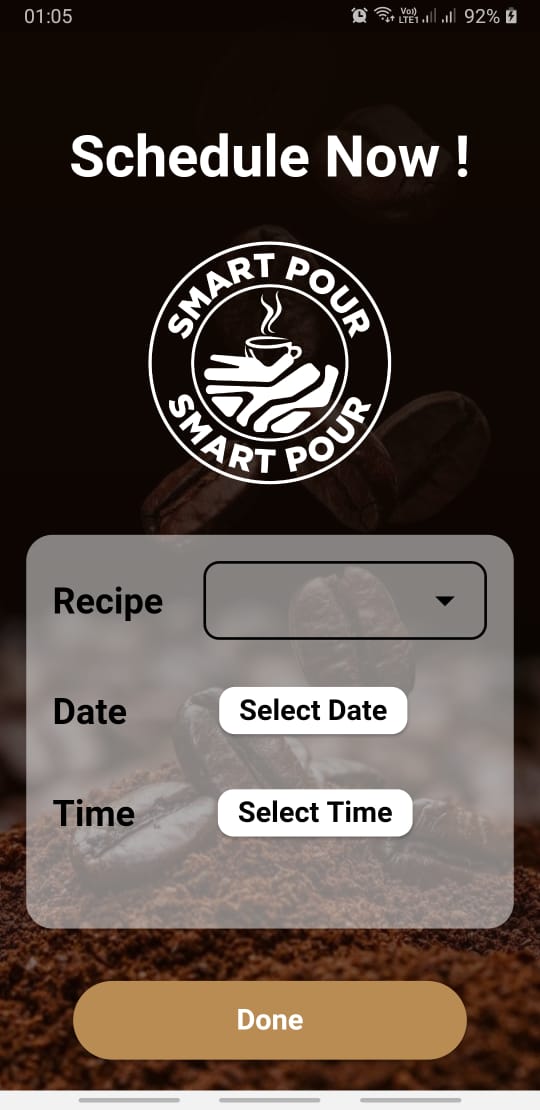 01:05
Vo))
LTE1
92%
Schedule Now !
SMART POUR
SMART POUR
Recipe
Date
Select Date
Time
Select Time
Done